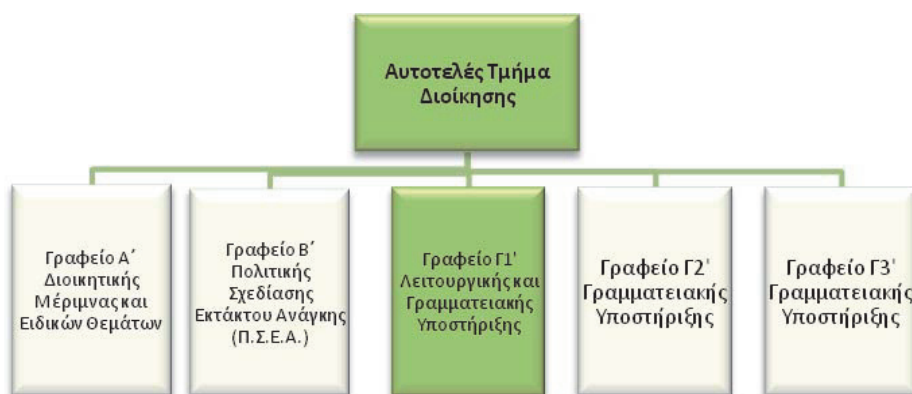 Αυτοτελές Τμήμα
Διοίκησης
Γραφείο Α΄
Διοικητικής
Μέριμνας και
Ειδικών Θεμάτων
Γραφείο Β΄
Πολιτικής
Σχεδίασης
Εκτάκτου Ανάγκης
(Π.Σ.Ε.Α.)
Γραφείο Γ1'
Λειτουργικής και
Γραμματειακής
Υποστήριξης
Γραφείο Γ2'
Γραμματειακής
Υποστήριξης
Γραφείο Γ3'
Γραμματειακής
Υποστήριξης